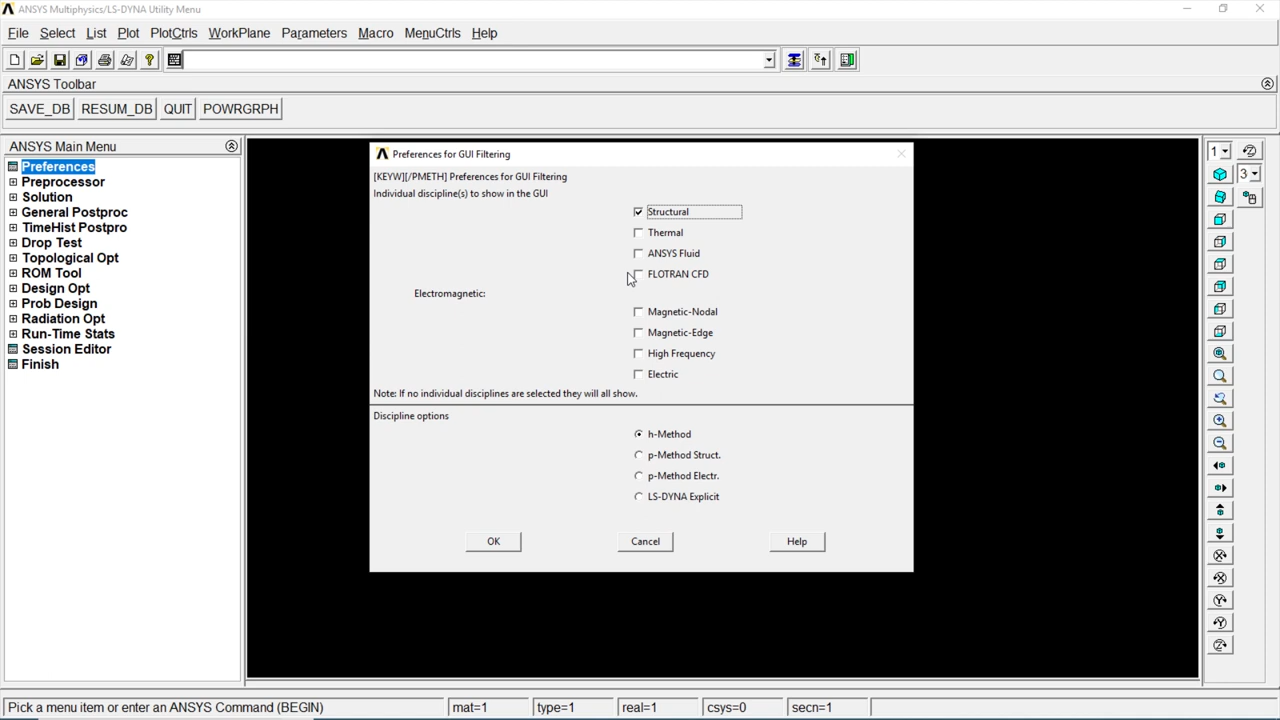 ANSYS Multiphysics/LS-DYNA Utility Menu
File Select List Plot PlotCtrls WorkPlane Parameters Macro MenuCtrls Help
ANSYS Toolbar
SAVE_DB RESUM_DB QUIT POWRGRPH
ANSYS Main Menu
Preferences
Preprocessor
Solution
General Postproc
TimeHist Postpro
Drop Test
Topological Opt
ROM Tool
Design Opt
Prob Design
Radiation Opt
Run-Time Stats
Session Editor
Finish
Preferences for GUI Filtering
[KEYW][/PMETH] Preferences for GUI Filtering
Individual discipline(s) to show in the GUI
Structural
Thermal
ANSYS Fluid
FLOTRAN CFD
Electromagnetic:
Magnetic-Nodal
Magnetic-Edge
High Frequency
Electric
Note: If no individual disciplines are selected they will all show.
Discipline options
h-Method
p-Method Struct.
p-Method Electr.
LS-DYNA Explicit
OK Cancel Help
1
3
Pick a menu item or enter an ANSYS Command (BEGIN) mat=1 type=1 real=1 csys=0 secn=1